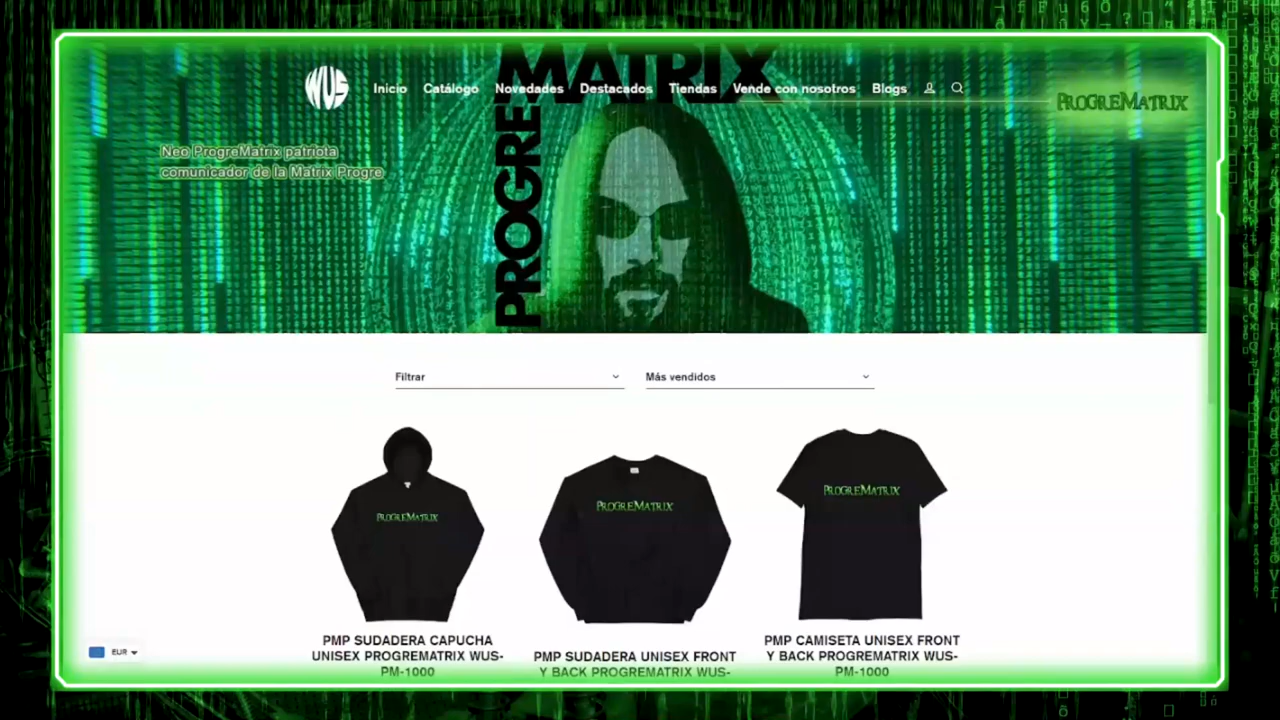 MATRIX
PROGRE
WUS
Inicio Catálogo Novedades Destacados Tiendas Vende con nosotros Blogs
PROGREMATRIX
Neo ProgreMatrix patriota
comunicador de la Matrix Progre
Filtrar
Más vendidos
PROGREMATRIX
PROGREMATRIX
PROGREMATRIX
PMP SUDADERA CAPUCHA
UNISEX PROGREMATRIX WUS-
PM-1000
PMP SUDADERA UNISEX FRONT
Y BACK PROGREMATRIX WUS-
PMP CAMISETA UNISEX FRONT
Y BACK PROGREMATRIX WUS-
PM-1000
EUR